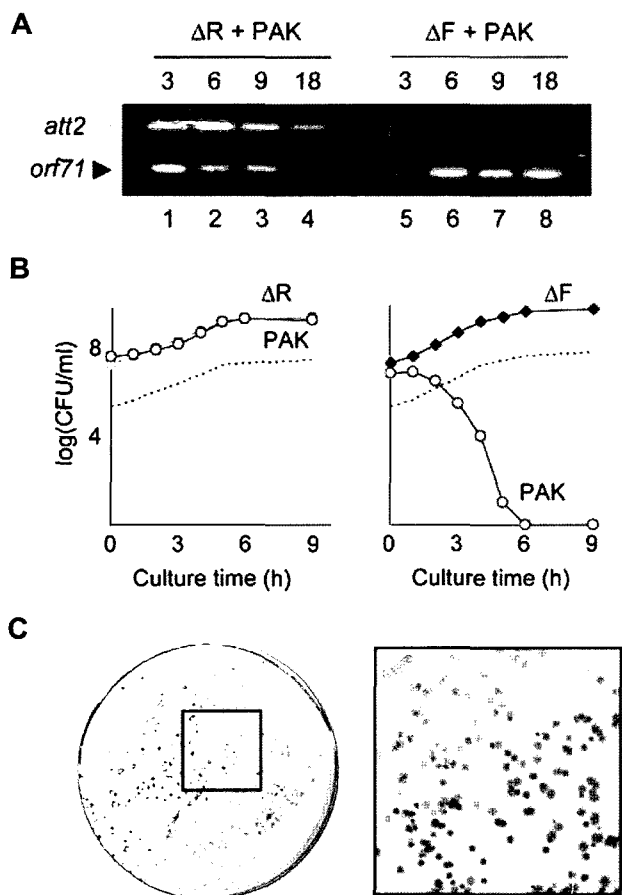 A
ΔR + PAK
ΔF + PAK
3 6 9 18 3 6 9 18
att2
orf71
1 2 3 4 5 6 7 8
B
log(CFU/ml)
8
4
ΔR
PAK
0 3 6 9
Culture time (h)
ΔF
PAK
0 3 6 9
Culture time (h)
C